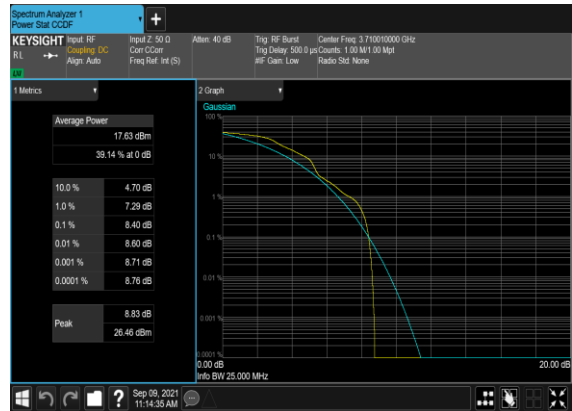 Spectrum Analyzer 1
Power Stat CCDF
+
KEYSIGHT
R L
LV
Input: RF
Coupling: DC
Align: Auto
Input Z: 50 Ω
Corr CCorr
Freq Ref: Int (S)
Atten: 40 dB
Trig: RF Burst
Trig Delay: 500.0 µs
#IF Gain: Low
Center Freq: 3.710010000 GHz
Counts: 1.00 M/1.00 Mpt
Radio Std: None
1 Metrics
Average Power
17.63 dBm
39.14 % at 0 dB
10.0 % 4.70 dB
1.0 % 7.29 dB
0.1 % 8.40 dB
0.01 % 8.60 dB
0.001 % 8.71 dB
0.0001 % 8.76 dB
Peak
8.83 dB
26.46 dBm
2 Graph
Gaussian
100 %
10 %
1 %
0.1 %
0.01 %
0.001 %
0.0001 %
0.00 dB 20.00 dB
Info BW 25.000 MHz
?
Sep 09, 2021
11:14:35 AM